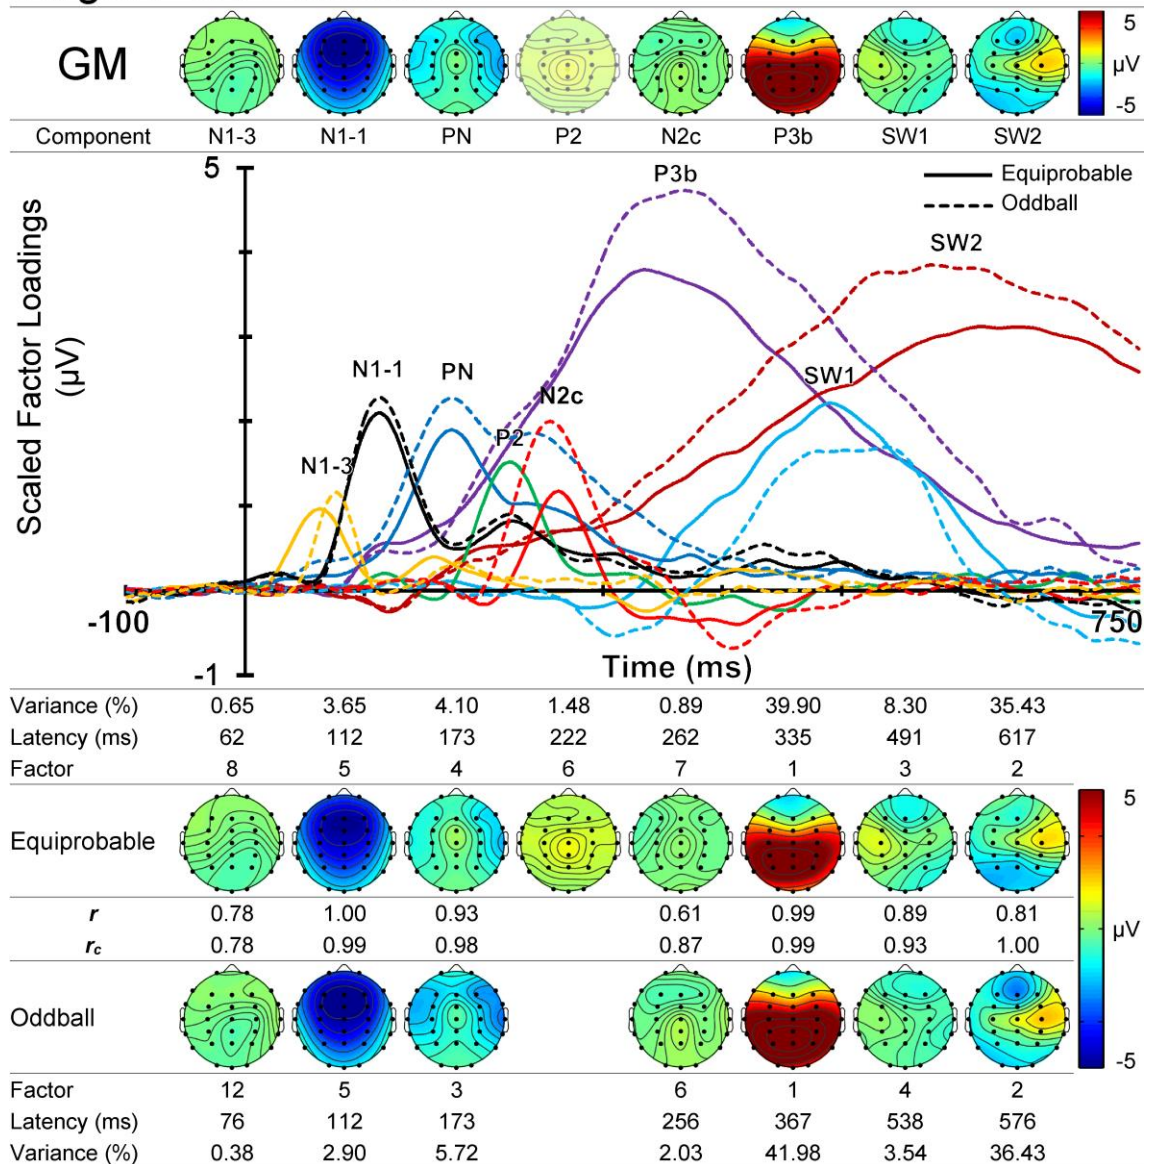 GM
5
µV
-5
Component N1-3 N1-1 PN P2 N2c P3b SW1 SW2
5
Scaled Factor Loadings
(µV)
Equiprobable
Oddball
P3b
SW2
N1-1
PN
SW1
N2c
P2
N1-3
-100
750
-1
Time (ms)
Variance (%) 0.65 3.65 4.10 1.48 0.89 39.90 8.30 35.43
Latency (ms) 62 112 173 222 262 335 491 617
Factor 8 5 4 6 7 1 3 2
Equiprobable
5
r 0.78 1.00 0.93 0.61 0.99 0.89 0.81
µV
rc 0.78 0.99 0.98 0.87 0.99 0.93 1.00
Oddball
-5
Factor 12 5 3 6 1 4 2
Latency (ms) 76 112 173 256 367 538 576
Variance (%) 0.38 2.90 5.72 2.03 41.98 3.54 36.43